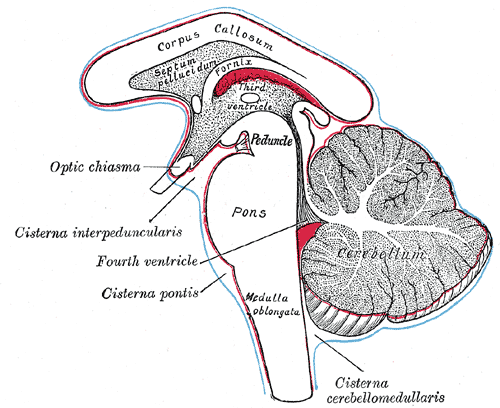 Corpus Callosum
Septum
pellucidum
Fornix
Third
ventricle
Peduncle
Optic chiasma
Pons
Cisterna interpeduncularis
Cerebellum
Fourth ventricle
Cisterna pontis
Medulla
oblongata
Cisterna
cerebellomedullaris